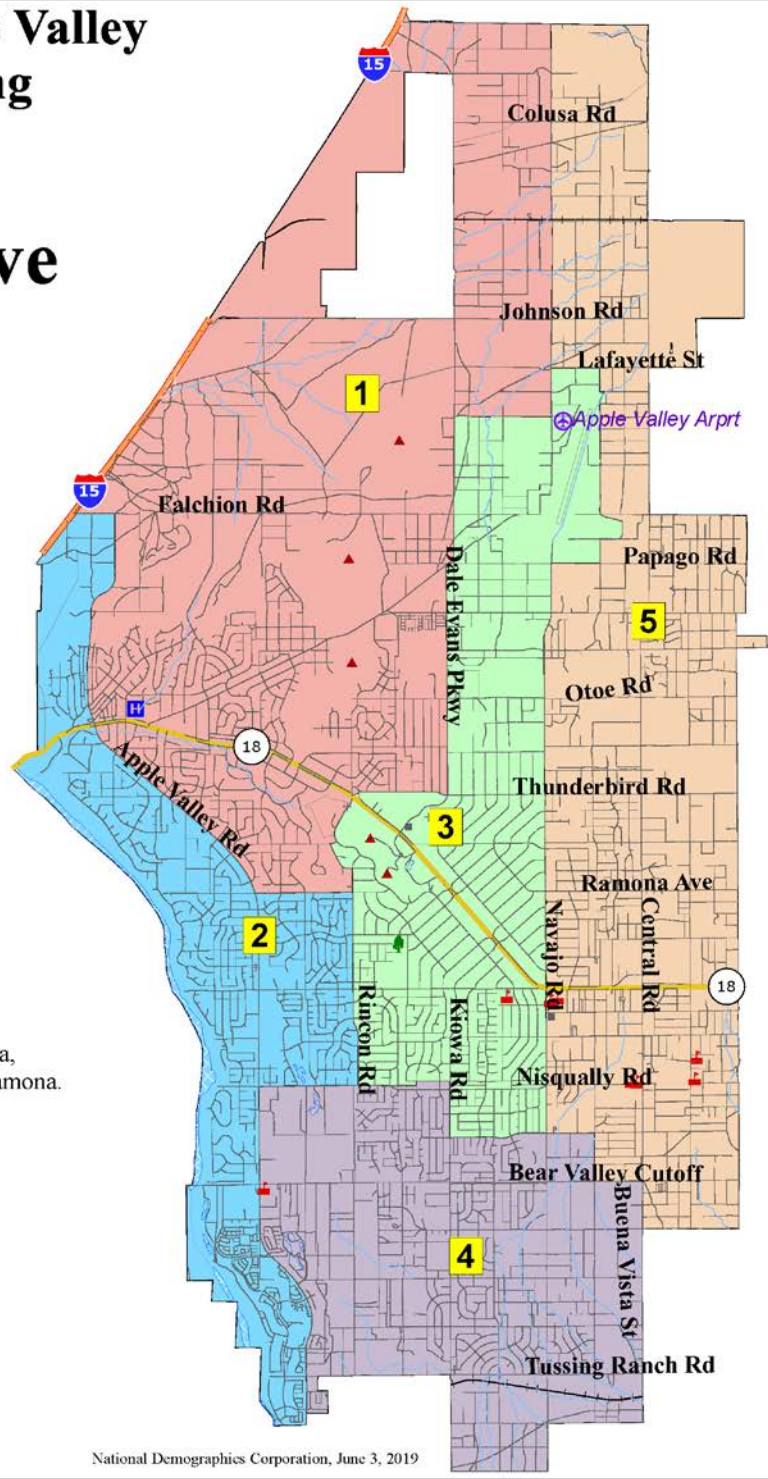 Valley
15
ng
Colusa Rd
ve
Johnson Rd
Lafayette St
1
Apple Valley Arprt
15
Falchion Rd
Dale Evans Pkwy
Papago Rd
5
Otoe Rd
H
18
Apple Valley Rd
Thunderbird Rd
3
Ramona Ave
2
Navajo Rd
Central Rd
18
Rincon Rd
Kiowa Rd
a,
amona.
Nisqually Rd
Bear Valley Cutoff
Buena Vista St
4
Tussing Ranch Rd
National Demographics Corporation, June 3, 2019